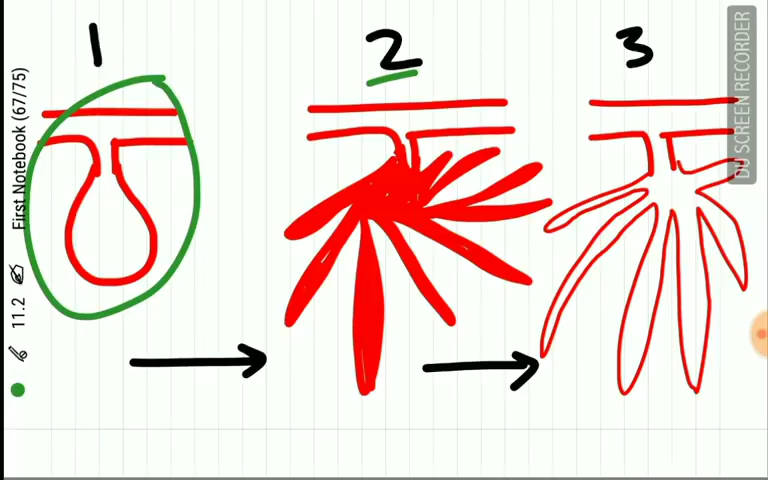 1 2 3
First Notebook (67/75)
11.2
DU SCREEN RECORDER